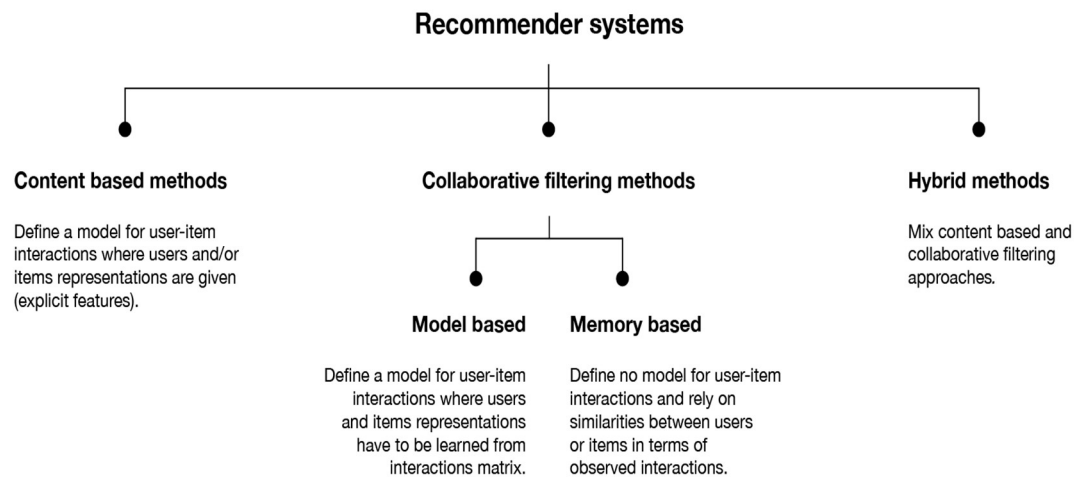 Recommender systems
Content based methods
Define a model for user-item
interactions where users and/or
items representations are given
(explicit features).
Collaborative filtering methods
Model based
Define a model for user-item
interactions where users
and items representations
have to be learned from
interactions matrix.
Memory based
Define no model for user-item
interactions and rely on
similarities between users
or items in terms of
observed interactions.
Hybrid methods
Mix content based and
collaborative filtering
approaches.